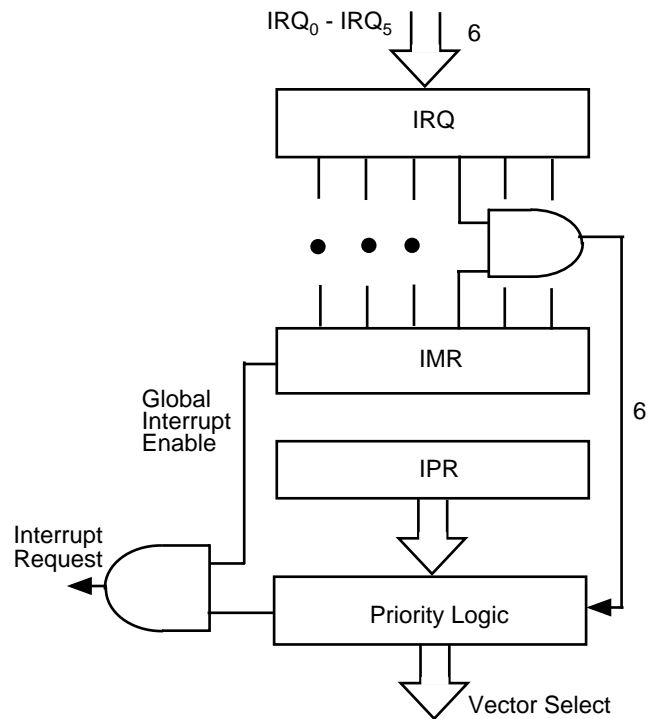 IRQ₀ - IRQ₅
6
IRQ
IMR
Global
Interrupt
Enable
6
IPR
Interrupt
Request
Priority Logic
Vector Select